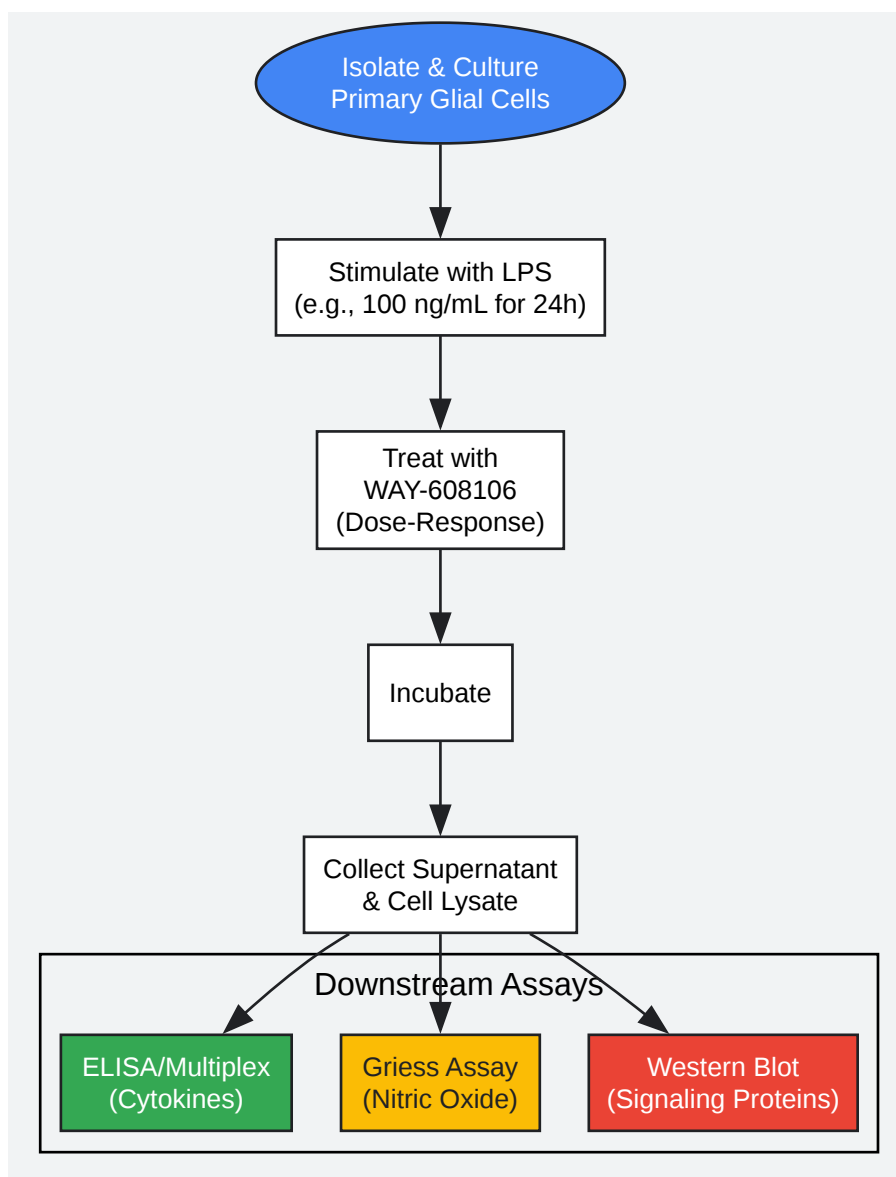 Isolate & Culture
Primary Glial Cells
Stimulate with LPS
(e.g., 100 ng/mL for 24h)
Treat with
WAY-608106
(Dose-Response)
Incubate
Collect Supernatant
& Cell Lysate
Downstream Assays
ELISA/Multiplex
(Cytokines)
Griess Assay
(Nitric Oxide)
Western Blot
(Signaling Proteins)